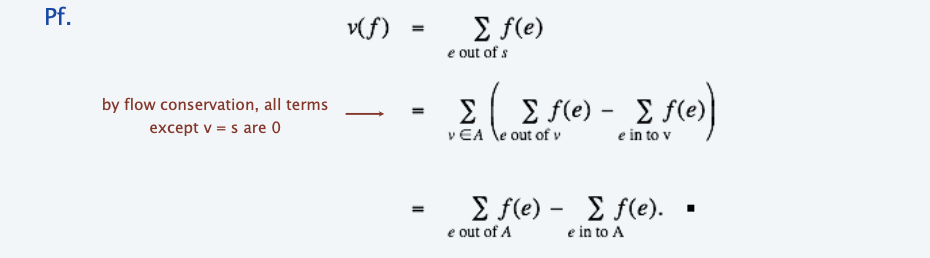 Pf.
v(f) = ∑ f(e)
e out of s
by flow conservation, all terms
except v = s are 0
= ∑ ( ∑ f(e) − ∑ f(e) )
v ∈ A e out of v e in to v
= ∑ f(e) − ∑ f(e). ▪
e out of A e in to A